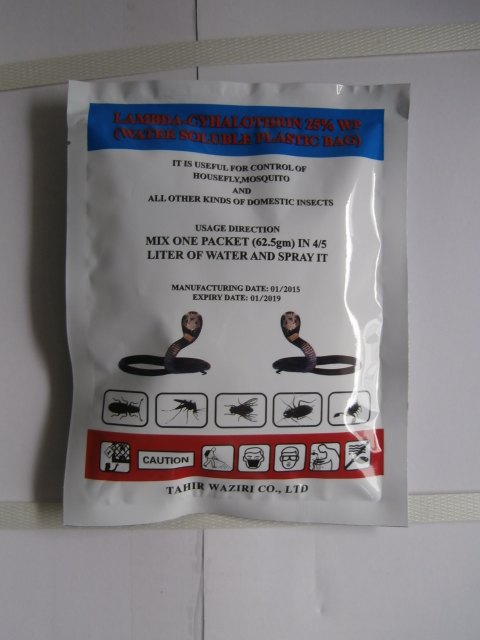 LAMBDA-CYHALOTHRIN 25% WP
(WATER SOLUBLE PLASTIC BAG)
IT IS USEFUL FOR CONTROL OF
HOUSEFLY,MOSQUITO
AND
ALL OTHER KINDS OF DOMESTIC INSECTS
USAGE DIRECTION
MIX ONE PACKET (62.5gm) IN 4/5
LITER OF WATER AND SPRAY IT
MANUFACTURING DATE: 01/2015
EXPIRY DATE: 01/2019
CAUTION
TAHIR WAZIRI CO., LTD